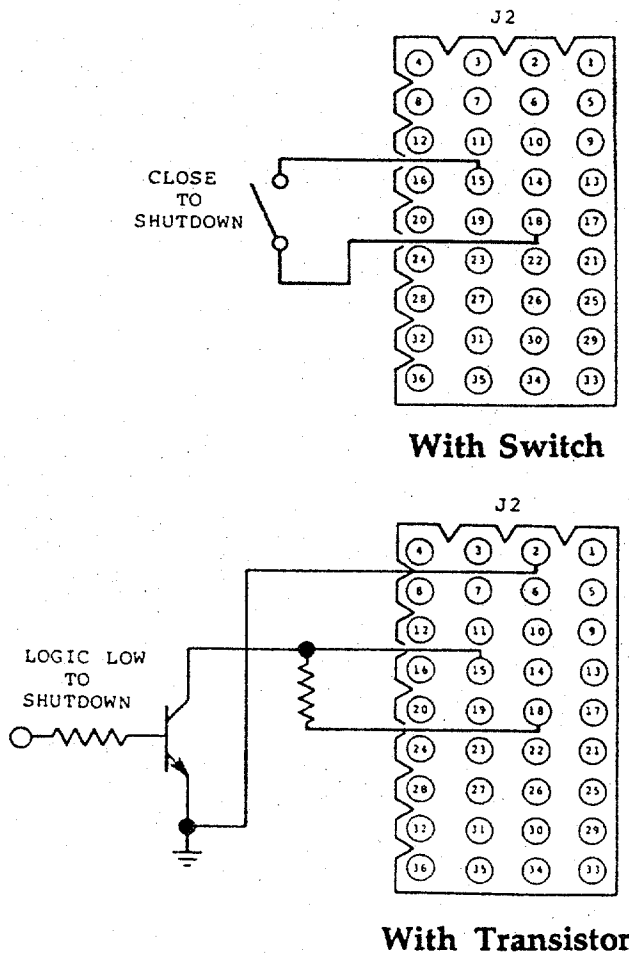 J2
4 3 2 1
8 7 6 5
12 11 10 9
CLOSE
TO
SHUTDOWN
16 15 14 13
20 19 18 17
24 23 22 21
28 27 26 25
32 31 30 29
36 35 34 33
With Switch
J2
4 3 2 1
8 7 6 5
12 11 10 9
LOGIC LOW
TO
SHUTDOWN
16 15 14 13
20 19 18 17
24 23 22 21
28 27 26 25
32 31 30 29
36 35 34 33
With Transistor